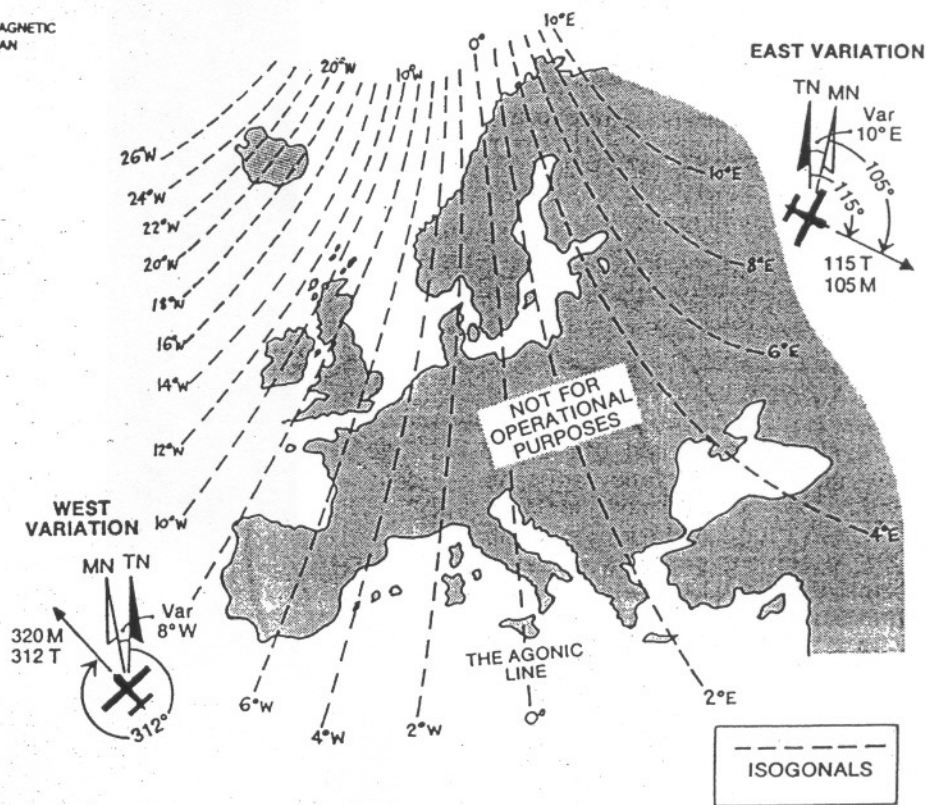 AGNETIC
AN
10°E
0°
10°W
20°W
EAST VARIATION
TN MN
Var
10°E
105°
115°
115 T
105 M
26°W
24°W
22°W
20°W
18°W
16°W
14°W
12°W
10°W
10°E
8°E
6°E
4°E
NOT FOR
OPERATIONAL
PURPOSES
WEST
VARIATION
MN TN
Var
8°W
320 M
312 T
312°
THE AGONIC
LINE
6°W
4°W
2°W
0°
2°E
ISOGONALS